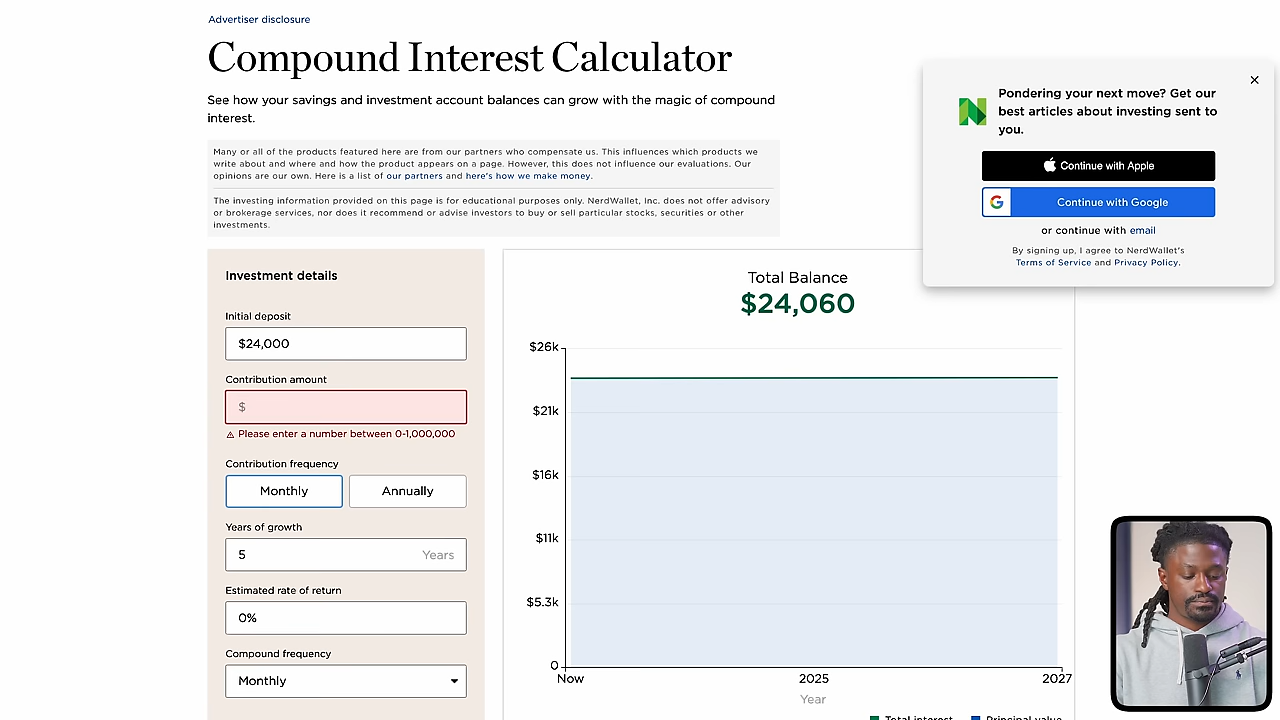 Advertiser disclosure
Compound Interest Calculator
See how your savings and investment account balances can grow with the magic of compound
interest.
Many or all of the products featured here are from our partners who compensate us. This influences which products we
write about and where and how the product appears on a page. However, this does not influence our evaluations. Our
opinions are our own. Here is a list of our partners and here's how we make money.
The investing information provided on this page is for educational purposes only. NerdWallet, Inc. does not offer advisory
or brokerage services, nor does it recommend or advise investors to buy or sell particular stocks, securities or other
investments.
Pondering your next move? Get our
best articles about investing sent to
you.
Continue with Apple
Continue with Google
or continue with email
By signing up, I agree to NerdWallet's
Terms of Service and Privacy Policy.
Investment details
Initial deposit
$24,000
Contribution amount
$
Please enter a number between 0-1,000,000
Contribution frequency
Monthly
Annually
Years of growth
5 Years
Estimated rate of return
0%
Compound frequency
Monthly
Total Balance
$24,060
$26k
$21k
$16k
$11k
$5.3k
0
Now 2025 2027
Year
Total interest Principal value